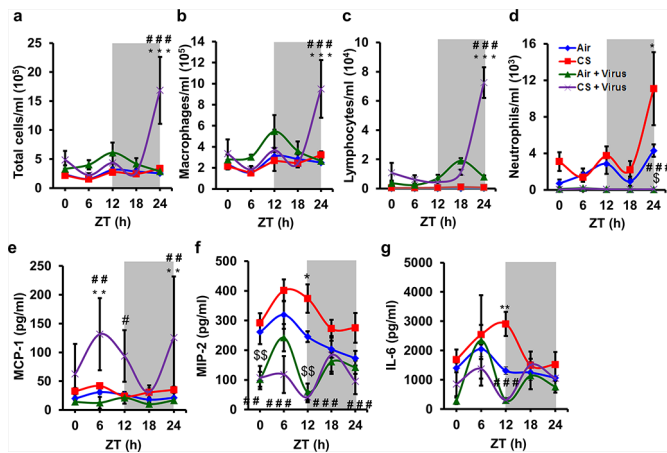 a
Total cells/ml (10⁵)
25
20
15
10
5
0
###
***
0 6 12 18 24
ZT (h)
b
Macrophages/ml (10⁵)
14
12
10
8
6
4
2
0
###
***
0 6 12 18 24
ZT (h)
c
Lymphocytes/ml (10⁴)
10
8
6
4
2
0
###
***
0 6 12 18 24
ZT (h)
d
Neutrophils/ml (10³)
16
14
12
10
8
6
4
2
0
*
###
$
0 6 12 18 24
ZT (h)
Air
CS
Air + Virus
CS + Virus
e
MCP-1
(pg/ml)
250
200
150
100
50
0
##
**
#
##
**
0 6 12 18 24
ZT (h)
f
MIP-2
(pg/ml)
500
400
300
200
100
0
*
$$
$$
## ### ### ###
0 6 12 18 24
ZT (h)
g
IL-6
(pg/ml)
5000
4000
3000
2000
1000
0
**
###
0 6 12 18 24
ZT (h)